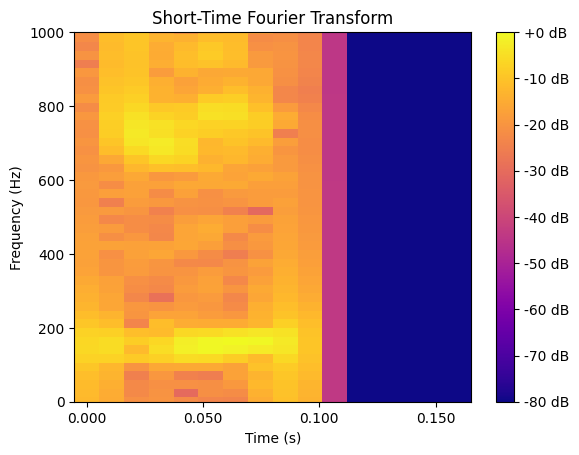 Short-Time Fourier Transform
1000
800
600
400
200
0
Frequency (Hz)
0.000
0.050
0.100
0.150
Time (s)
+0 dB
-10 dB
-20 dB
-30 dB
-40 dB
-50 dB
-60 dB
-70 dB
-80 dB